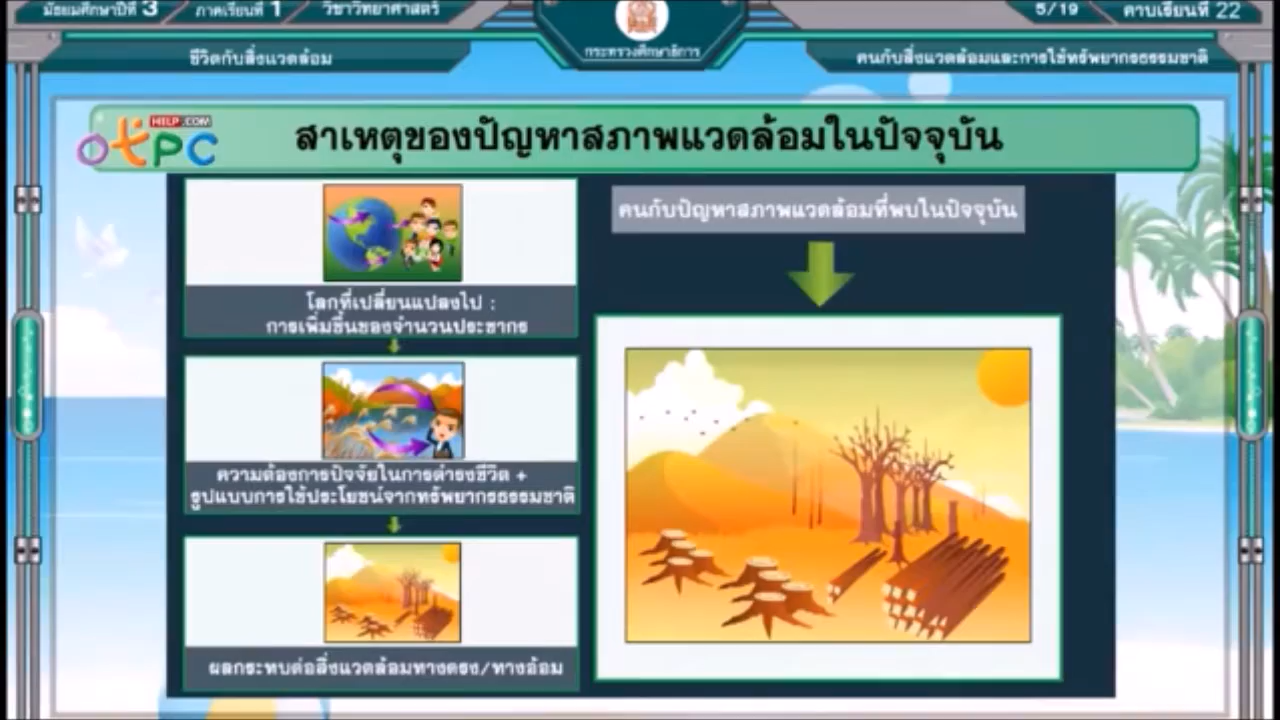 มัธยมศึกษาปีที่ 3 ภาคเรียนที่ 1 วิชาวิทยาศาสตร์ 5/19 คาบเรียนที่ 22
กระทรวงศึกษาธิการ
ชีวิตกับสิ่งแวดล้อม คนกับสิ่งแวดล้อมและการใช้ทรัพยากรธรรมชาติ
HELP.COM
OTPC
สาเหตุของปัญหาสภาพแวดล้อมในปัจจุบัน
โลกที่เปลี่ยนแปลงไป :
การเพิ่มขึ้นของจำนวนประชากร
ความต้องการปัจจัยในการดำรงชีวิต +
รูปแบบการใช้ประโยชน์จากทรัพยากรธรรมชาติ
ผลกระทบต่อสิ่งแวดล้อมทางตรง/ทางอ้อม
คนกับปัญหาสภาพแวดล้อมที่พบในปัจจุบัน